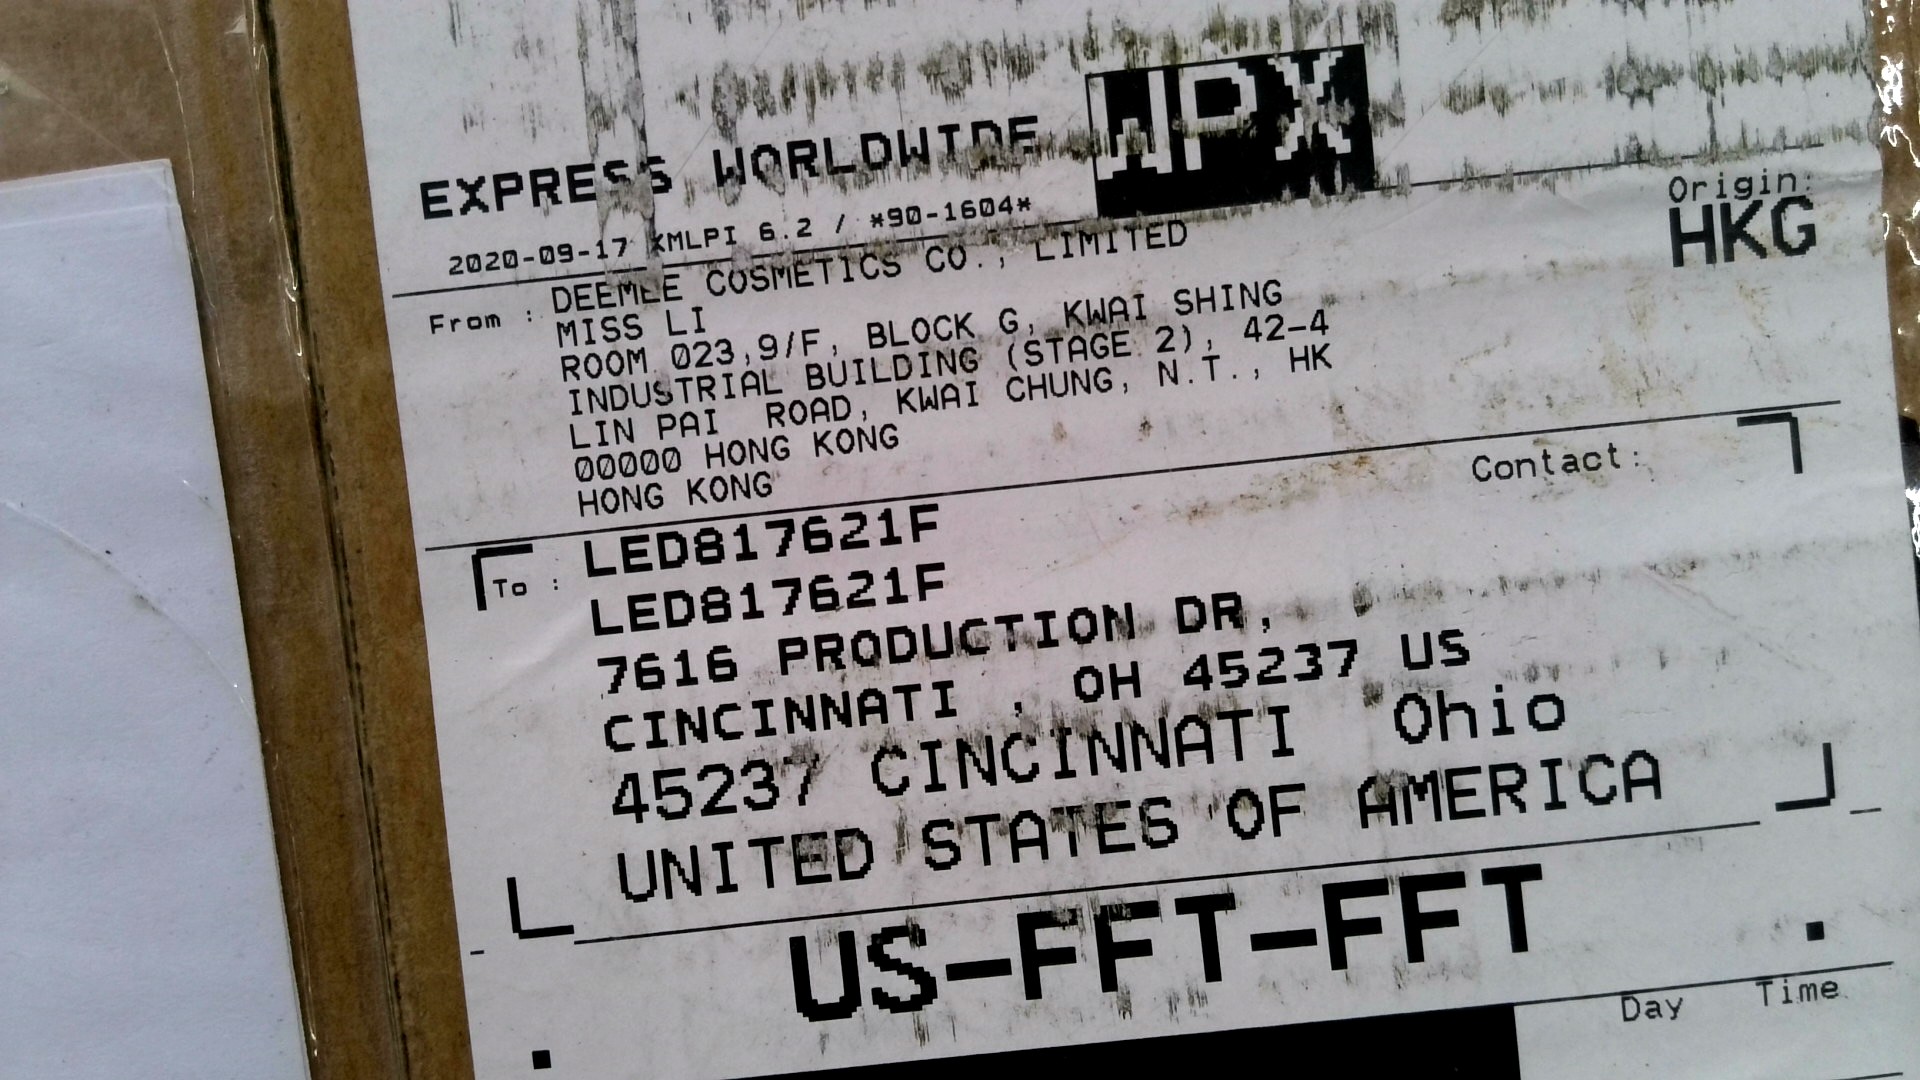 EXPRESS WORLDWIDE WPX
2020-09-17 XMLPI 6.2 / *90-1604*
Origin:
HKG
From : DEEMEE COSMETICS CO., LIMITED
MISS LI
ROOM 023,9/F, BLOCK G, KWAI SHING
INDUSTRIAL BUILDING (STAGE 2), 42-4
LIN PAI ROAD, KWAI CHUNG, N.T., HK
00000 HONG KONG
HONG KONG
Contact:
To : LED817621F
LED817621F
7616 PRODUCTION DR,
CINCINNATI , OH 45237 US
45237 CINCINNATI Ohio
UNITED STATES OF AMERICA
US-FFT-FFT
Day Time